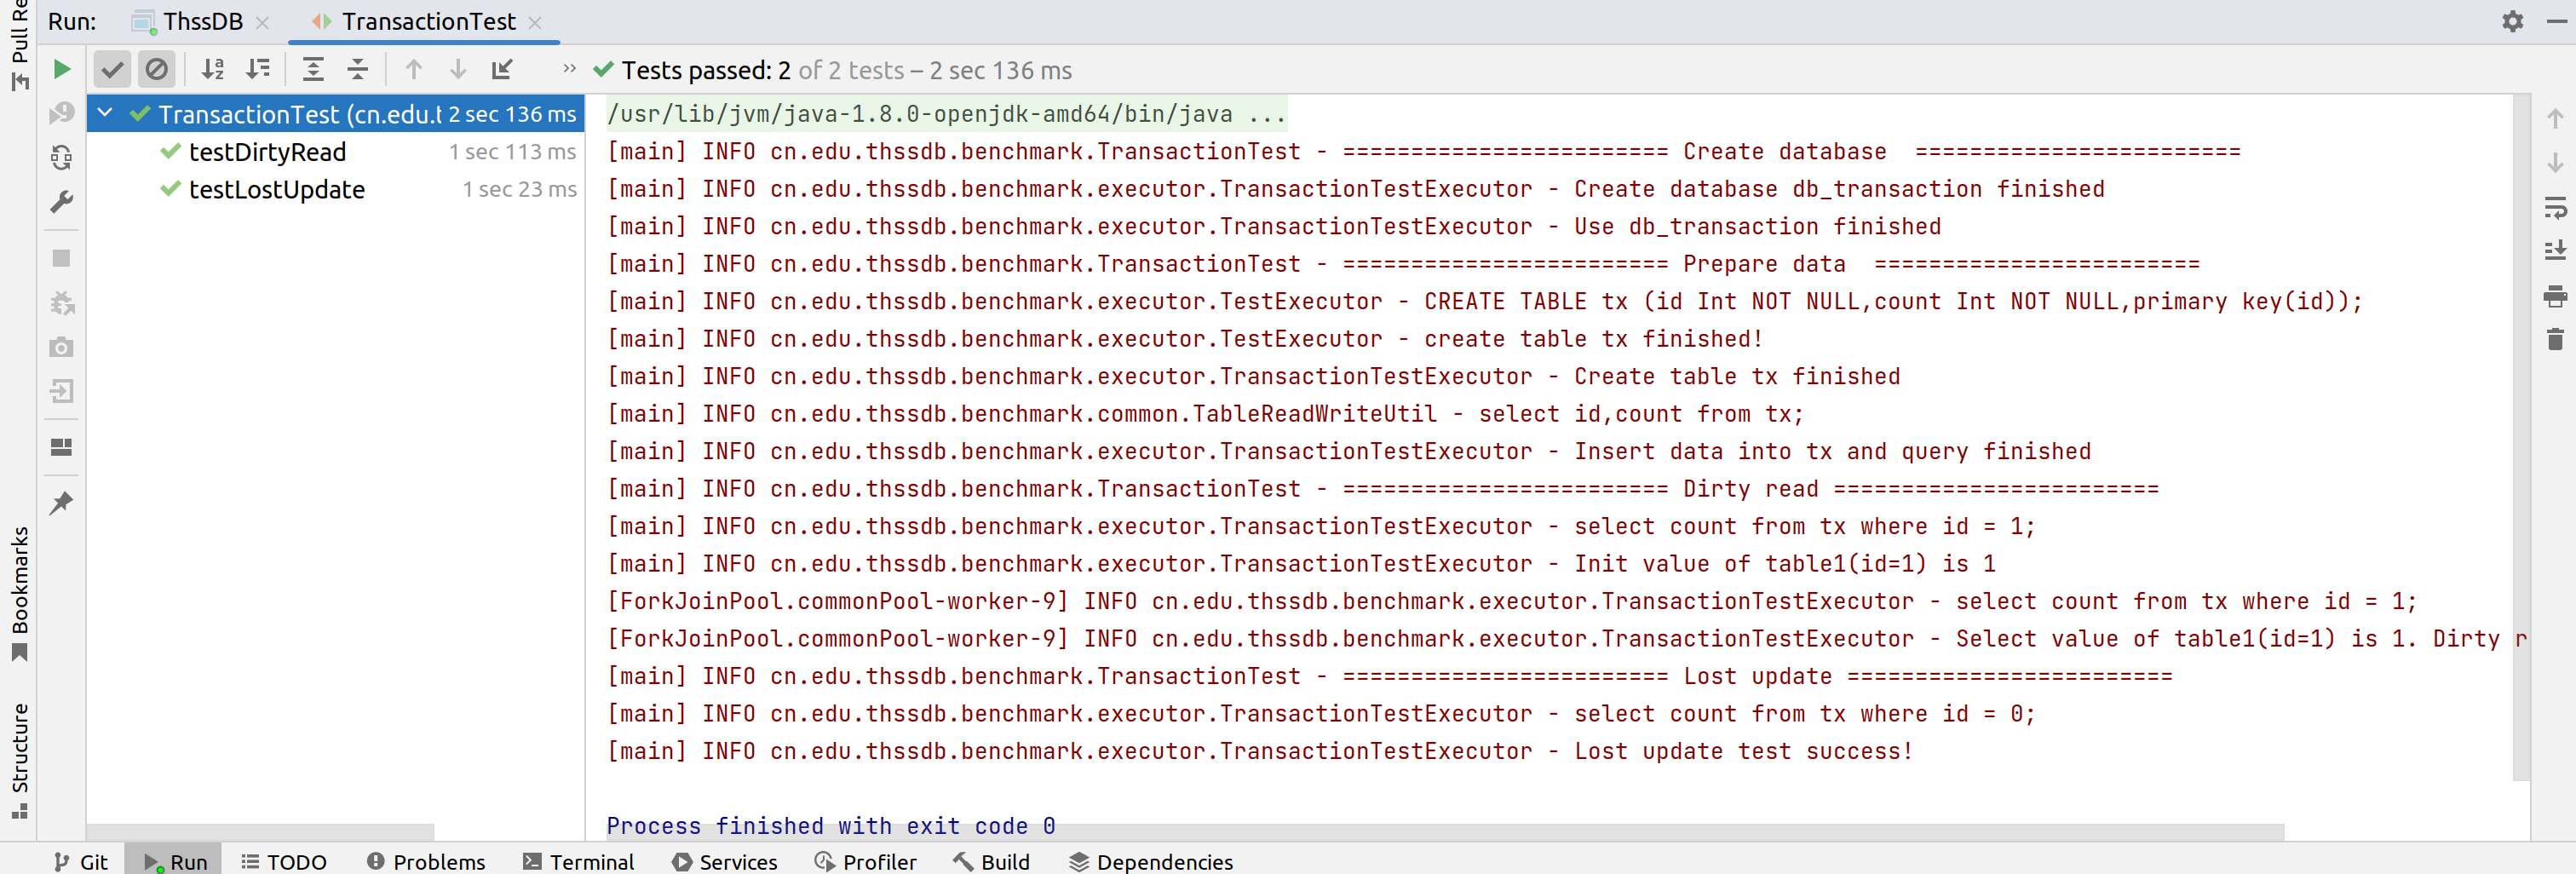 Run: ThssDB TransactionTest
Pull Re
Tests passed: 2 of 2 tests – 2 sec 136 ms
TransactionTest (cn.edu.t 2 sec 136 ms
testDirtyRead 1 sec 113 ms
testLostUpdate 1 sec 23 ms
/usr/lib/jvm/java-1.8.0-openjdk-amd64/bin/java ...
[main] INFO cn.edu.thssdb.benchmark.TransactionTest - ======================== Create database  ========================
[main] INFO cn.edu.thssdb.benchmark.executor.TransactionTestExecutor - Create database db_transaction finished
[main] INFO cn.edu.thssdb.benchmark.executor.TransactionTestExecutor - Use db_transaction finished
[main] INFO cn.edu.thssdb.benchmark.TransactionTest - ======================== Prepare data  ========================
[main] INFO cn.edu.thssdb.benchmark.executor.TestExecutor - CREATE TABLE tx (id Int NOT NULL,count Int NOT NULL,primary key(id));
[main] INFO cn.edu.thssdb.benchmark.executor.TestExecutor - create table tx finished!
[main] INFO cn.edu.thssdb.benchmark.executor.TransactionTestExecutor - Create table tx finished
[main] INFO cn.edu.thssdb.benchmark.common.TableReadWriteUtil - select id,count from tx;
[main] INFO cn.edu.thssdb.benchmark.executor.TransactionTestExecutor - Insert data into tx and query finished
[main] INFO cn.edu.thssdb.benchmark.TransactionTest - ======================== Dirty read ========================
[main] INFO cn.edu.thssdb.benchmark.executor.TransactionTestExecutor - select count from tx where id = 1;
[main] INFO cn.edu.thssdb.benchmark.executor.TransactionTestExecutor - Init value of table1(id=1) is 1
[ForkJoinPool.commonPool-worker-9] INFO cn.edu.thssdb.benchmark.executor.TransactionTestExecutor - select count from tx where id = 1;
[ForkJoinPool.commonPool-worker-9] INFO cn.edu.thssdb.benchmark.executor.TransactionTestExecutor - Select value of table1(id=1) is 1. Dirty r
[main] INFO cn.edu.thssdb.benchmark.TransactionTest - ======================== Lost update ========================
[main] INFO cn.edu.thssdb.benchmark.executor.TransactionTestExecutor - select count from tx where id = 0;
[main] INFO cn.edu.thssdb.benchmark.executor.TransactionTestExecutor - Lost update test success!
Process finished with exit code 0
Bookmarks
Structure
Git Run TODO Problems Terminal Services Profiler Build Dependencies